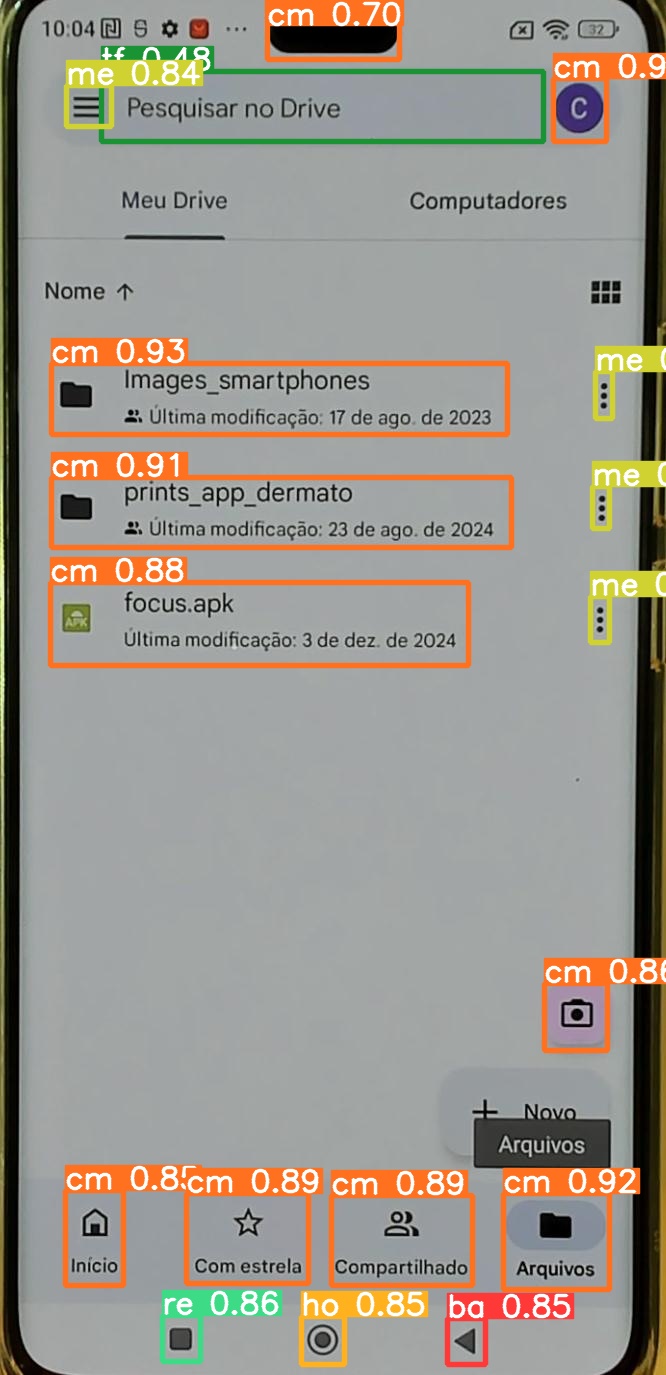 10:04 32
cm 0.70
tf 0.48
me 0.84
cm 0.9
Pesquisar no Drive
C
Meu Drive Computadores
Nome ↑
cm 0.93
me
Images_smartphones
Última modificação: 17 de ago. de 2023
cm 0.91
me
prints_app_dermato
Última modificação: 23 de ago. de 2024
cm 0.88
me
focus.apk
APK
Última modificação: 3 de dez. de 2024
cm 0.86
+ Novo
Arquivos
cm 0.85 cm 0.89 cm 0.89 cm 0.92
Início Com estrela Compartilhado Arquivos
re 0.86 ho 0.85 ba 0.85